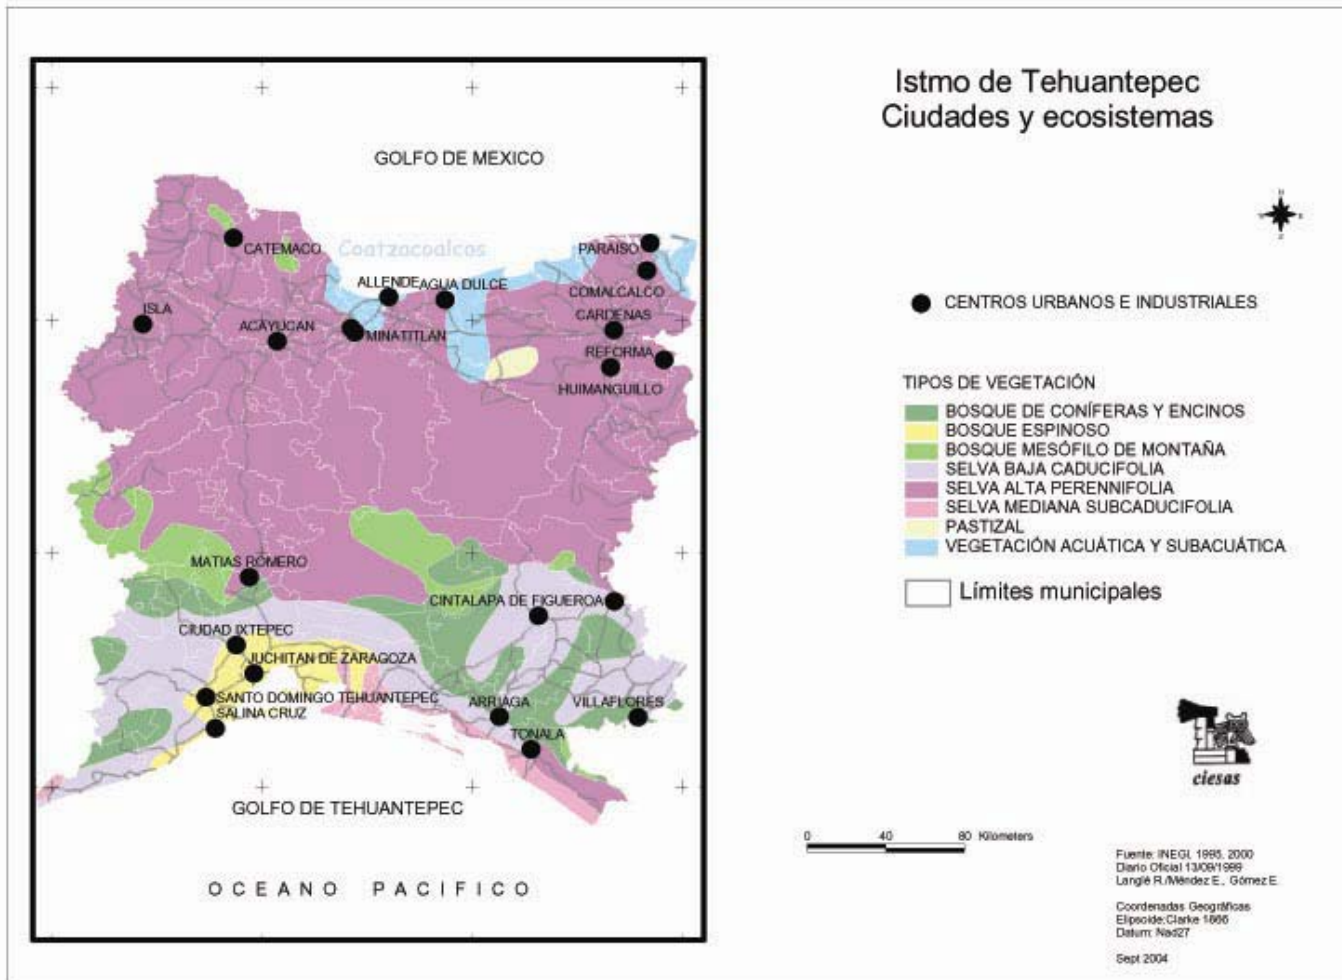 Istmo de Tehuantepec
Ciudades y ecosistemas
GOLFO DE MEXICO
Coatzacoalcos
CATEMACO
PARAISO
ALLENDE
AGUA DULCE
COMALCALCO
ISLA
ACAYUCAN
MINATITLAN
CARDENAS
REFORMA
HUIMANGUILLO
MATIAS ROMERO
CINTALAPA DE FIGUEROA
CIUDAD IXTEPEC
JUCHITAN DE ZARAGOZA
SANTO DOMINGO TEHUANTEPEC
SALINA CRUZ
ARRIAGA
VILLAFLORES
TONALA
GOLFO DE TEHUANTEPEC
OCEANO PACÍFICO
CENTROS URBANOS E INDUSTRIALES
TIPOS DE VEGETACIÓN
BOSQUE DE CONÍFERAS Y ENCINOS
BOSQUE ESPINOSO
BOSQUE MESÓFILO DE MONTAÑA
SELVA BAJA CADUCIFOLIA
SELVA ALTA PERENNIFOLIA
SELVA MEDIANA SUBCADUCIFOLIA
PASTIZAL
VEGETACIÓN ACUÁTICA Y SUBACUÁTICA
Límites municipales
ciesas
0 40 80 Kilometers
Fuente: INEGI, 1995, 2000
Diario Oficial 13/09/1999
Langlé R./Méndez E., Gómez E.
Coordenadas Geográficas
Elipsoide:Clarke 1866
Datum: Nad27
Sept 2004